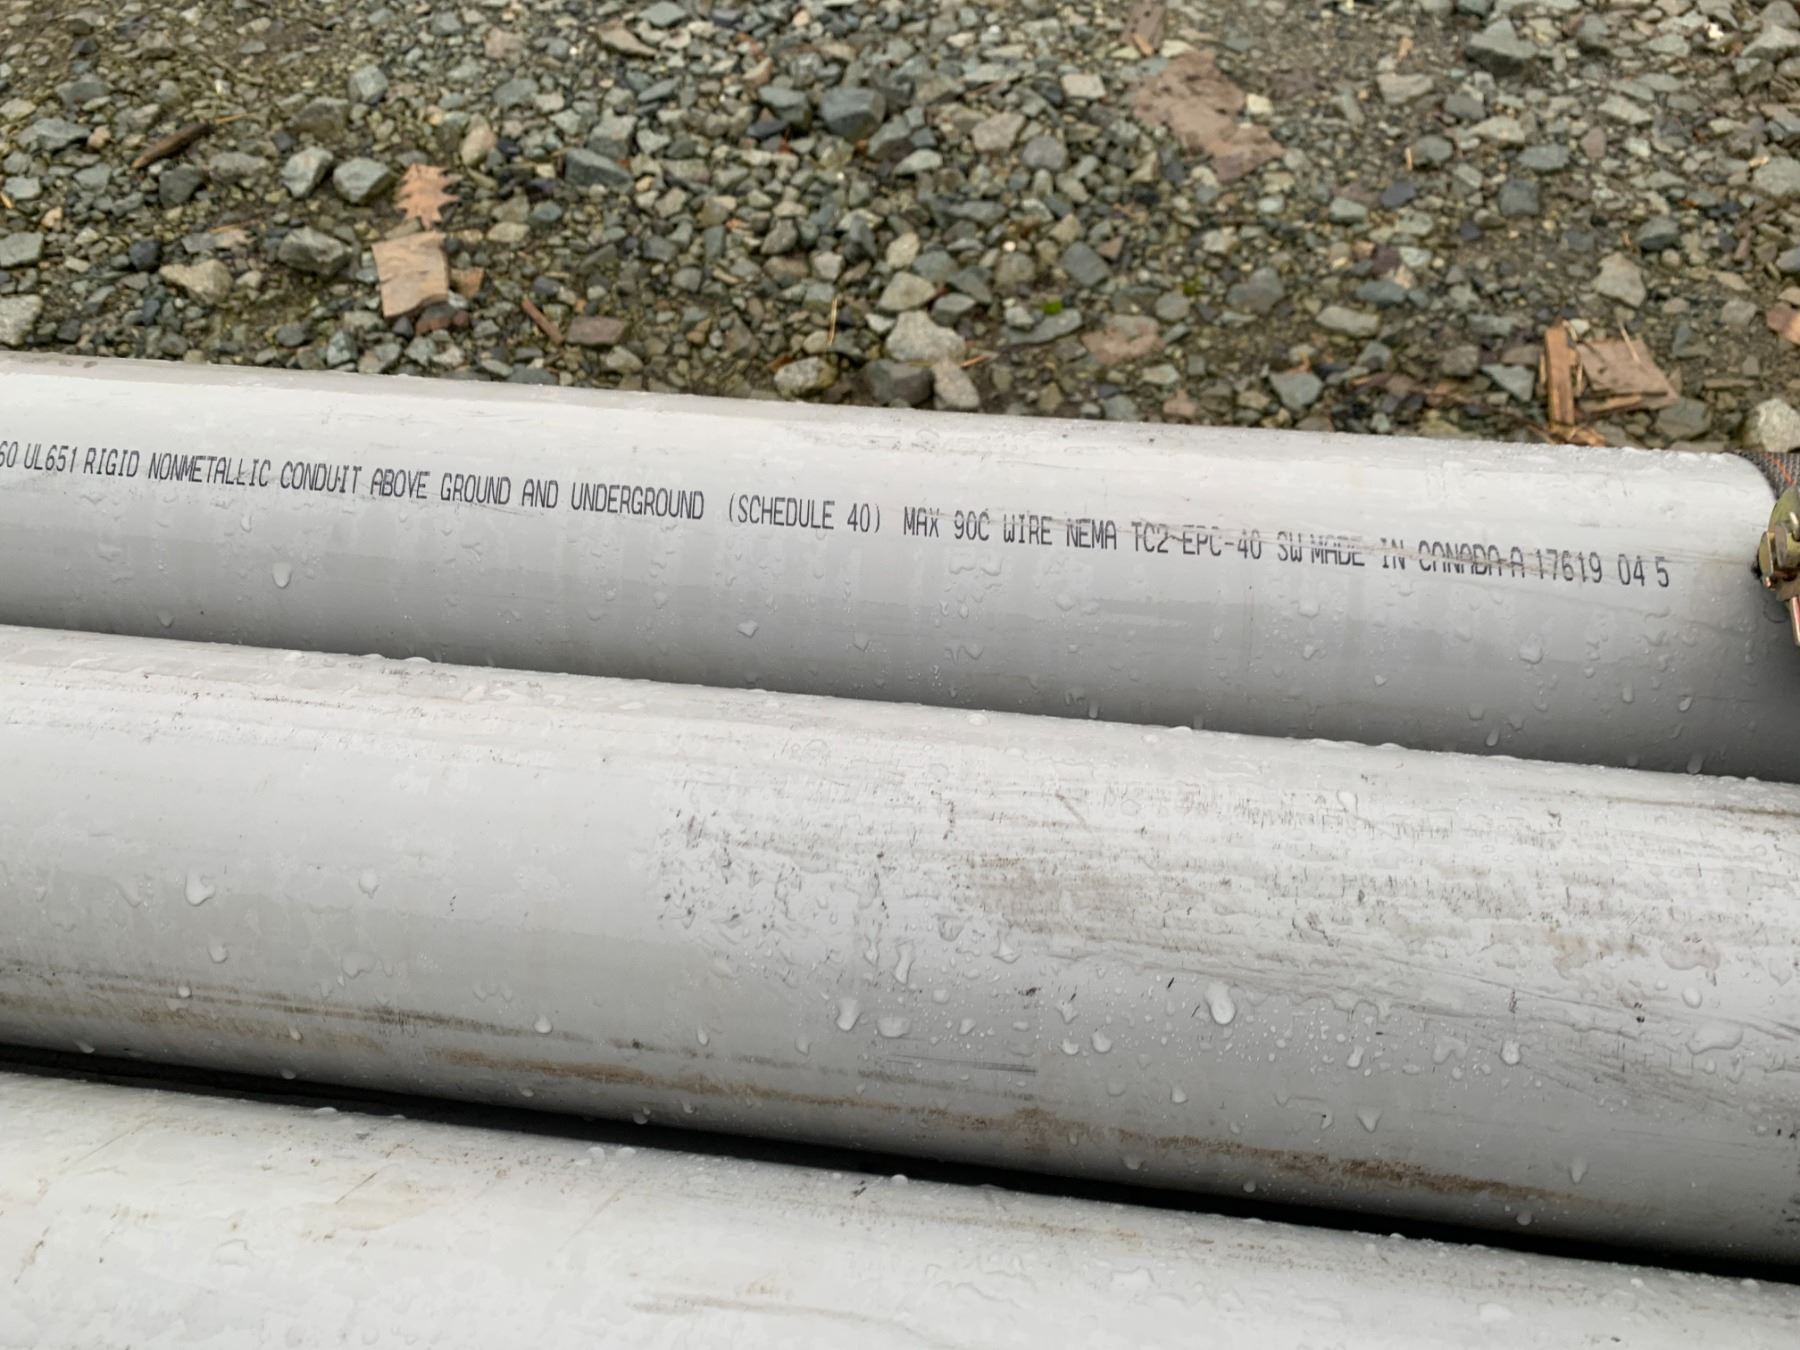 60 UL651 RIGID NONMETALLIC CONDUIT ABOVE GROUND AND UNDERGROUND (SCHEDULE 40) MAX 90C WIRE NEMA TC2-EPC-40 SW MADE IN CANADA A 17619 04 5